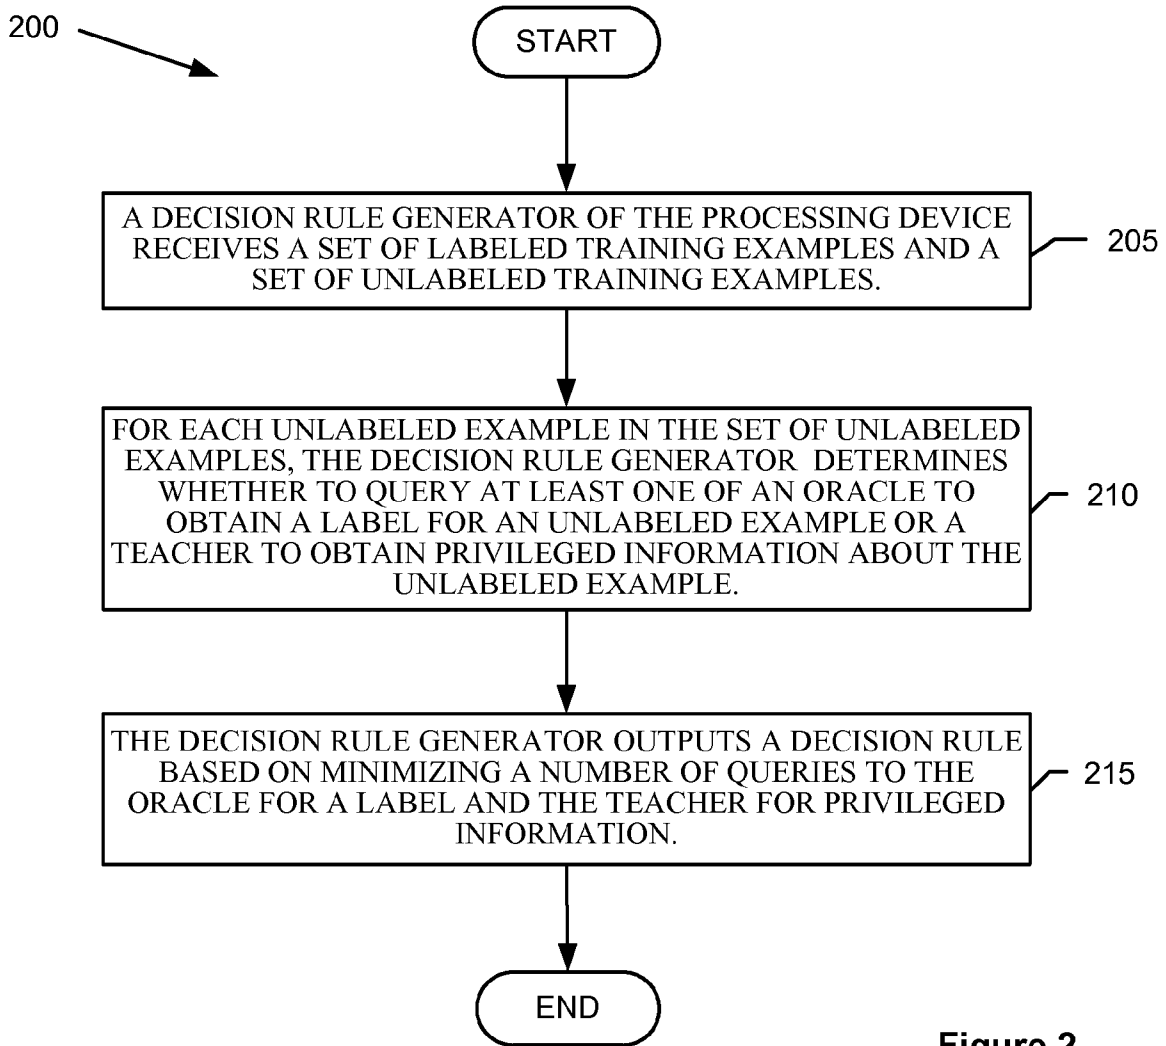 200
START
A DECISION RULE GENERATOR OF THE PROCESSING DEVICE
RECEIVES A SET OF LABELED TRAINING EXAMPLES AND A
SET OF UNLABELED TRAINING EXAMPLES.
205
FOR EACH UNLABELED EXAMPLE IN THE SET OF UNLABELED
EXAMPLES, THE DECISION RULE GENERATOR DETERMINES
WHETHER TO QUERY AT LEAST ONE OF AN ORACLE TO
OBTAIN A LABEL FOR AN UNLABELED EXAMPLE OR A
TEACHER TO OBTAIN PRIVILEGED INFORMATION ABOUT THE
UNLABELED EXAMPLE.
210
THE DECISION RULE GENERATOR OUTPUTS A DECISION RULE
BASED ON MINIMIZING A NUMBER OF QUERIES TO THE
ORACLE FOR A LABEL AND THE TEACHER FOR PRIVILEGED
INFORMATION.
215
END
Figure 2